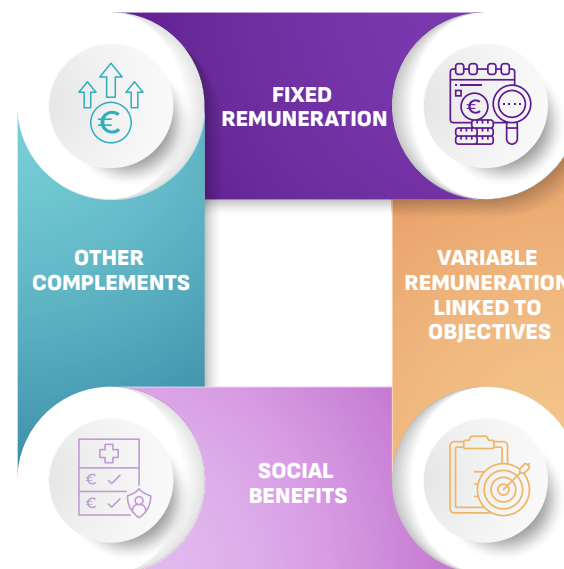 FIXED
REMUNERATION
OTHER
COMPLEMENTS
VARIABLE
REMUNERATION
LINKED TO
OBJECTIVES
SOCIAL
BENEFITS